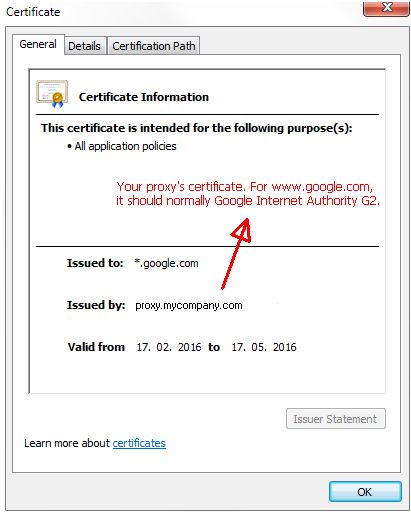 Certificate
General Details Certification Path
Certificate Information
This certificate is intended for the following purpose(s):
• All application policies
Your proxy's certificate. For www.google.com,
it should normally Google Internet Authority G2.
Issued to: *.google.com
Issued by: proxy.mycompany.com
Valid from 17. 02. 2016 to 17. 05. 2016
Issuer Statement
Learn more about certificates
OK